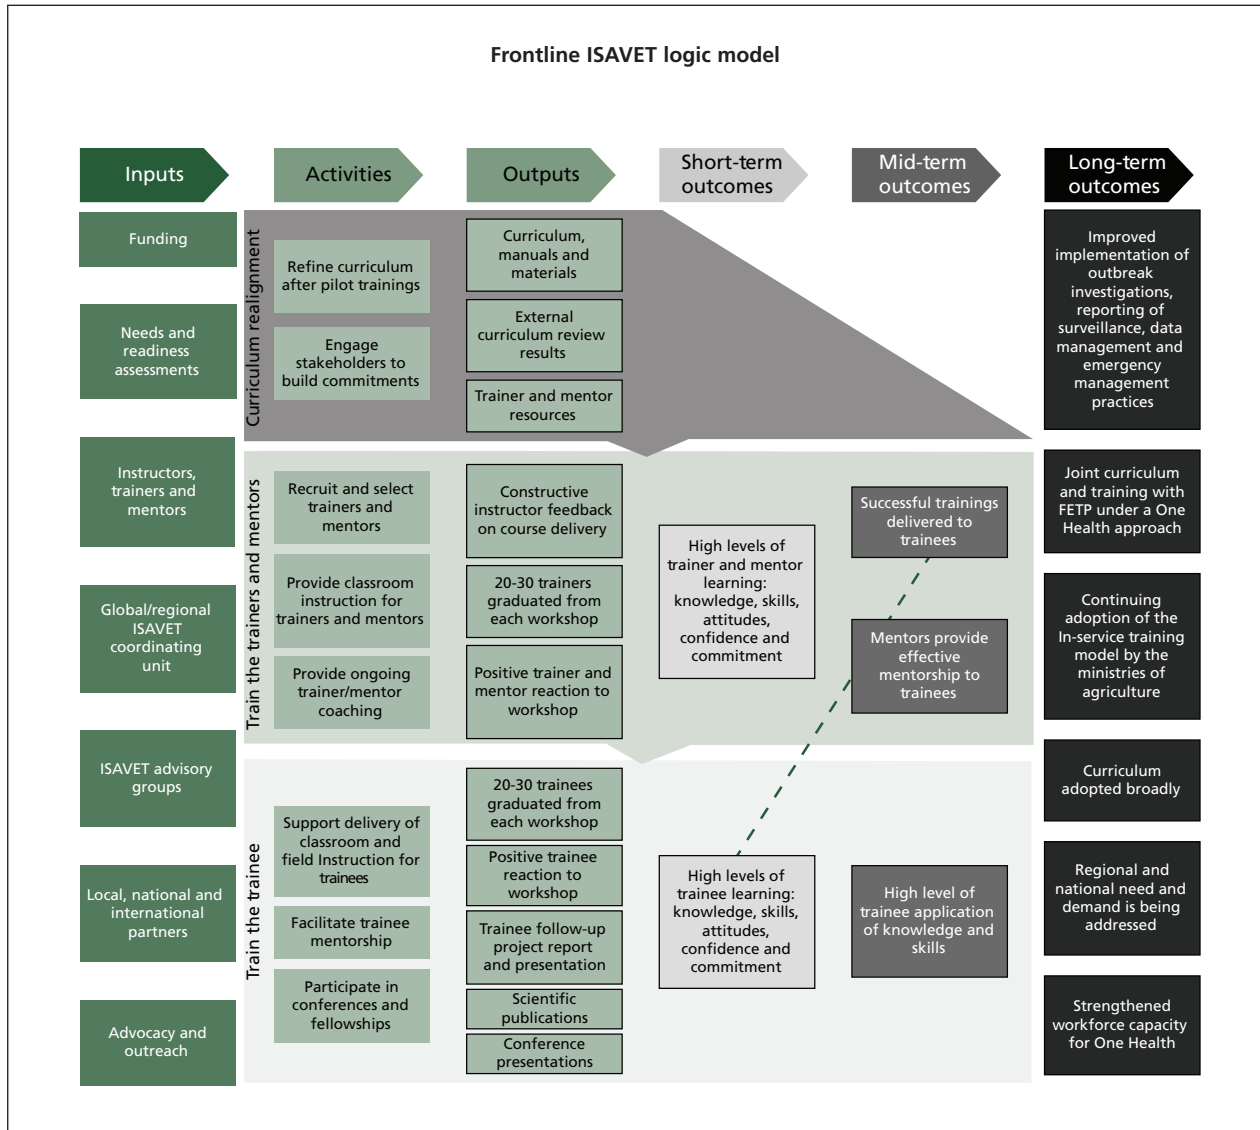 Frontline ISAVET logic model
Inputs
Activities
Outputs
Short-term
outcomes
Mid-term
outcomes
Long-term
outcomes
Funding
Needs and
readiness
assessments
Instructors,
trainers and
mentors
Global/regional
ISAVET
coordinating
unit
ISAVET advisory
groups
Local, national and
international
partners
Advocacy and
outreach
Curriculum realignment
Refine curriculum
after pilot trainings
Engage
stakeholders to
build commitments
Curriculum,
manuals and
materials
External
curriculum review
results
Trainer and mentor
resources
Train the trainers and mentors
Recruit and select
trainers and
mentors
Provide classroom
instruction for
trainers and mentors
Provide ongoing
trainer/mentor
coaching
Constructive
instructor feedback
on course delivery
20-30 trainers
graduated from
each workshop
Positive trainer and
mentor reaction to
workshop
High levels of
trainer and mentor
learning:
knowledge, skills,
attitudes,
confidence and
commitment
Successful trainings
delivered to
trainees
Mentors provide
effective
mentorship to
trainees
Train the trainee
Support delivery of
classroom and
field Instruction for
trainees
Facilitate trainee
mentorship
Participate in
conferences and
fellowships
20-30 trainees
graduated from
each workshop
Positive trainee
reaction to workshop
Trainee follow-up
project report
and presentation
Scientific
publications
Conference
presentations
High levels of
trainee learning:
knowledge, skills,
attitudes,
confidence and
commitment
High level of
trainee application
of knowledge and
skills
Improved
implementation of
outbreak
investigations,
reporting of
surveillance, data
management and
emergency
management
practices
Joint curriculum
and training with
FETP under a One
Health approach
Continuing
adoption of the
In-service training
model by the
ministries of
agriculture
Curriculum
adopted broadly
Regional and
national need and
demand is being
addressed
Strengthened
workforce capacity
for One Health